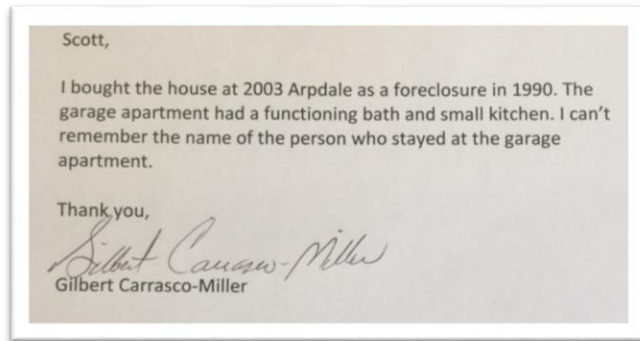 Scott,
I bought the house at 2003 Arpdale as a foreclosure in 1990. The
garage apartment had a functioning bath and small kitchen. I can't
remember the name of the person who stayed at the garage
apartment.
Thank you,
Gilbert Carrasco-Miller
Gilbert Carrasco-Miller